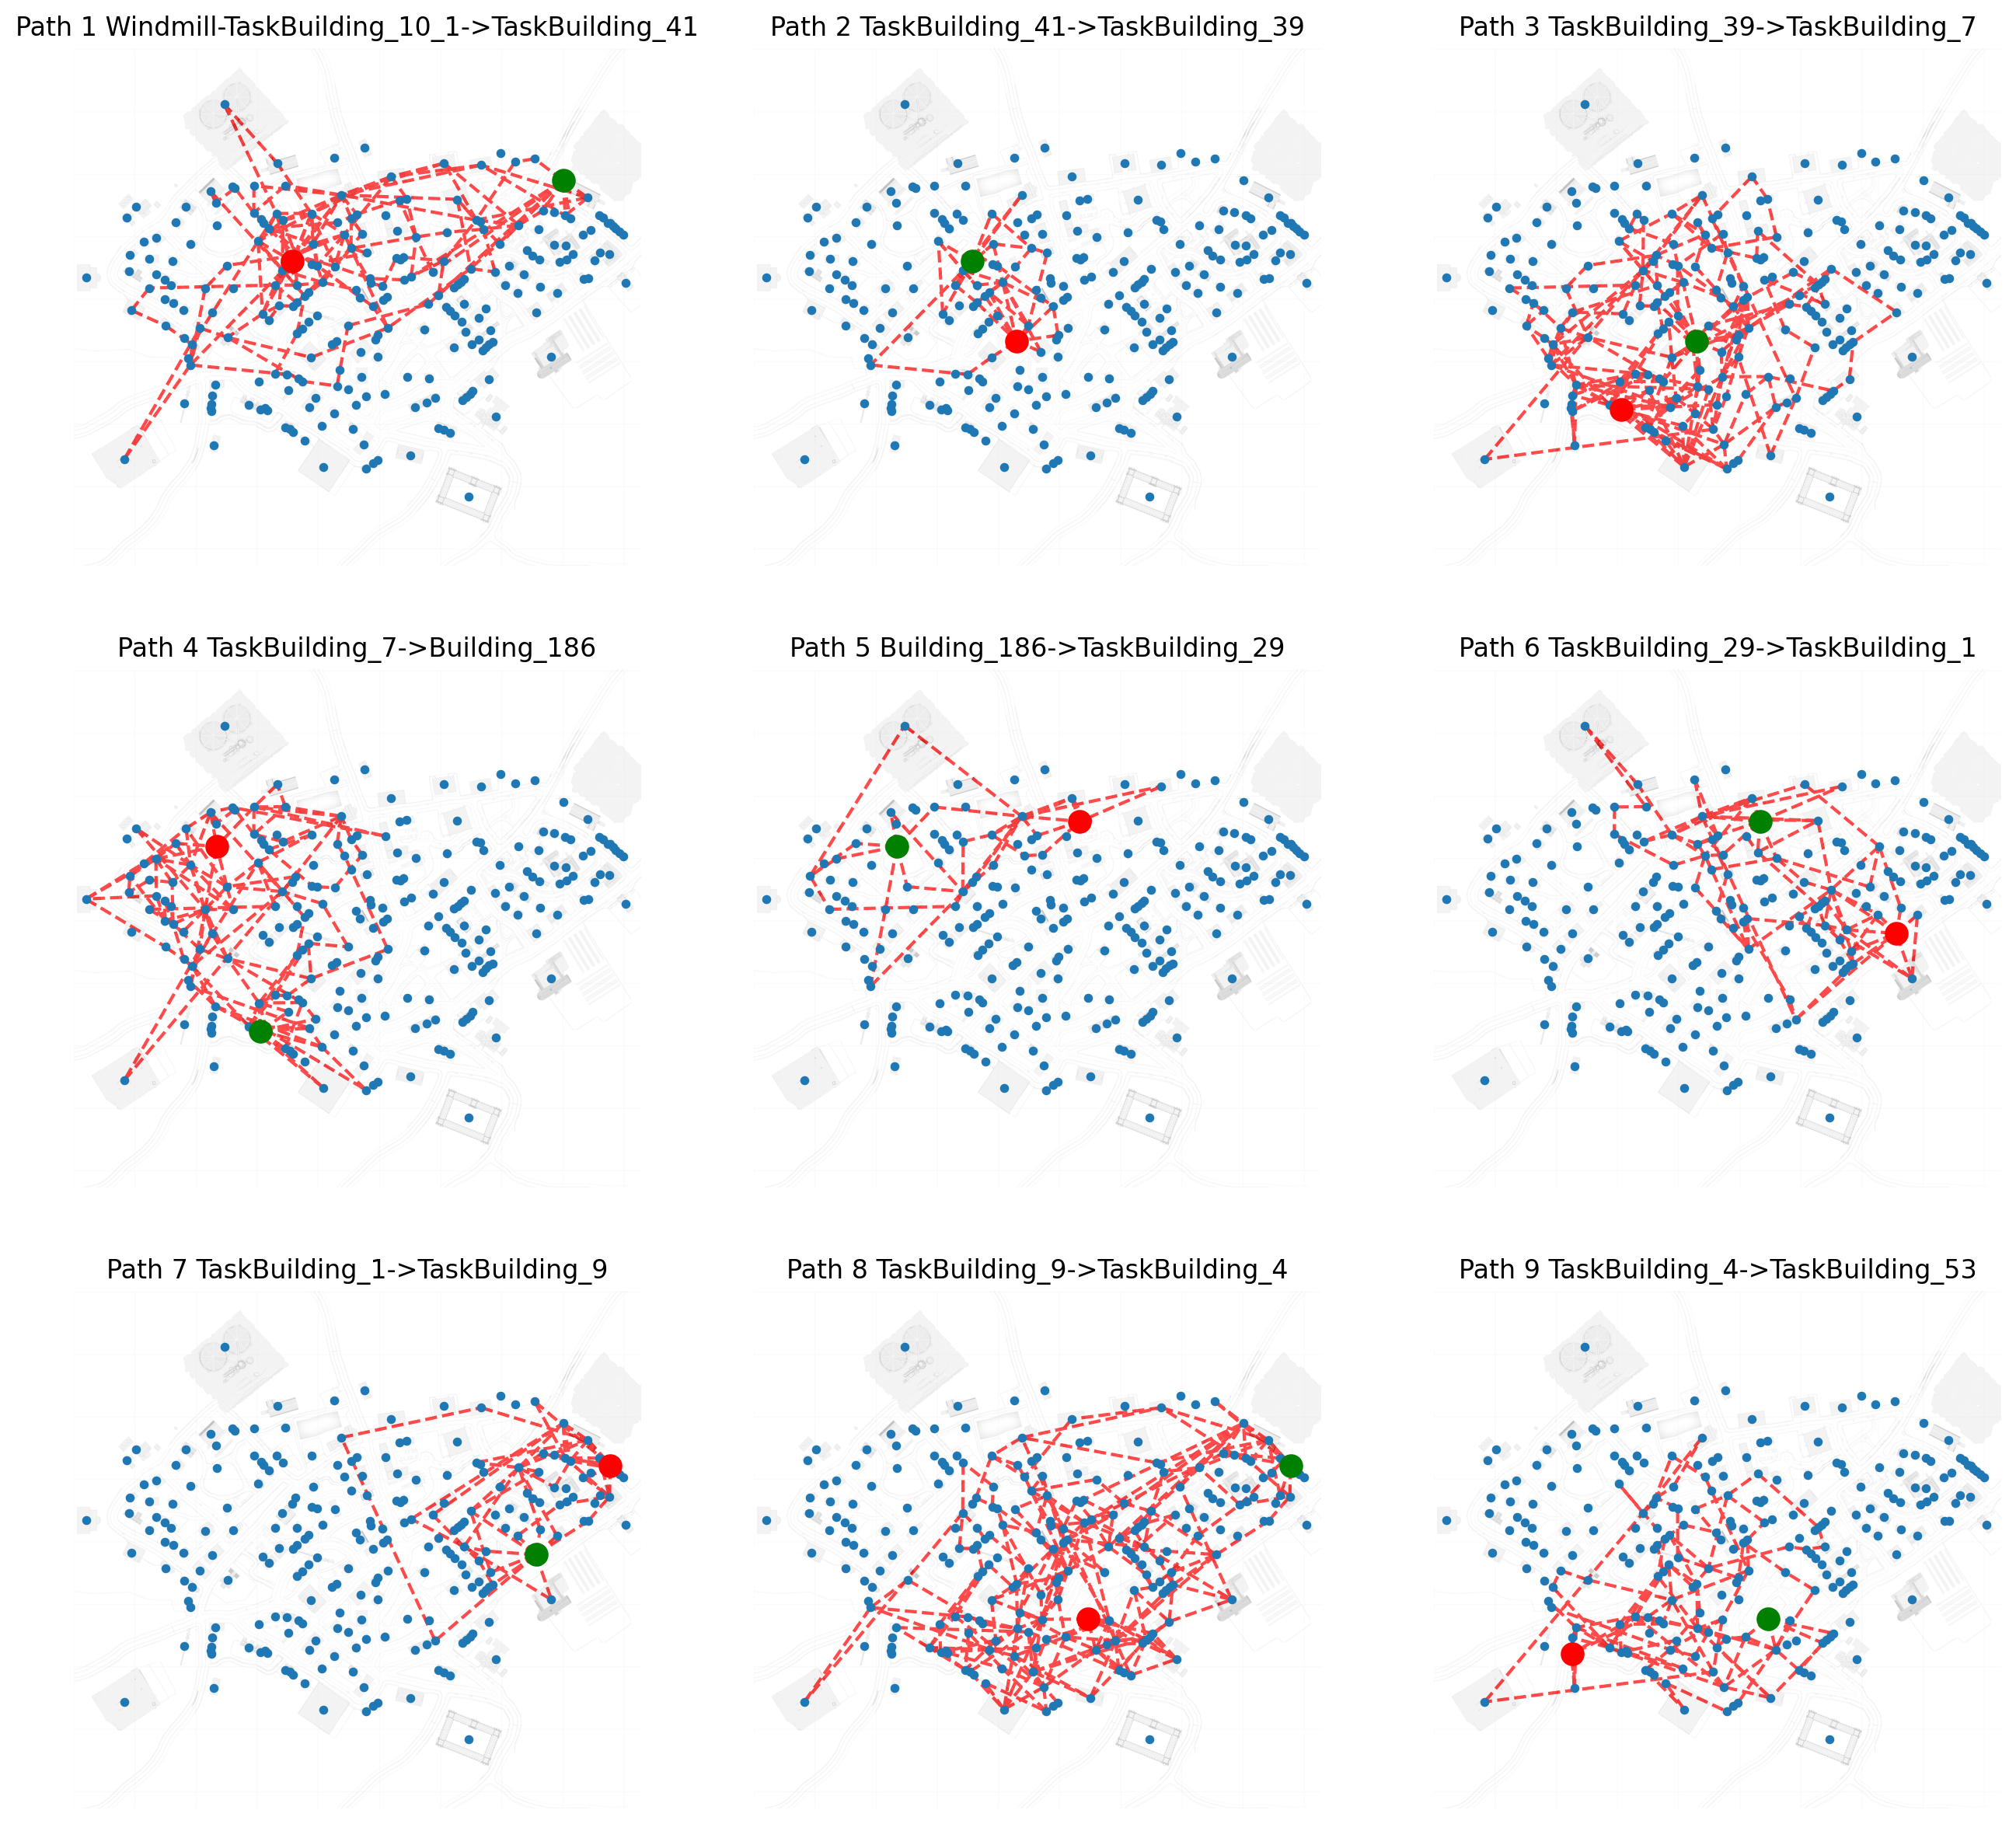 Path 1 Windmill-TaskBuilding_10_1->TaskBuilding_41
Path 2 TaskBuilding_41->TaskBuilding_39
Path 3 TaskBuilding_39->TaskBuilding_7
Path 4 TaskBuilding_7->Building_186
Path 5 Building_186->TaskBuilding_29
Path 6 TaskBuilding_29->TaskBuilding_1
Path 7 TaskBuilding_1->TaskBuilding_9
Path 8 TaskBuilding_9->TaskBuilding_4
Path 9 TaskBuilding_4->TaskBuilding_53